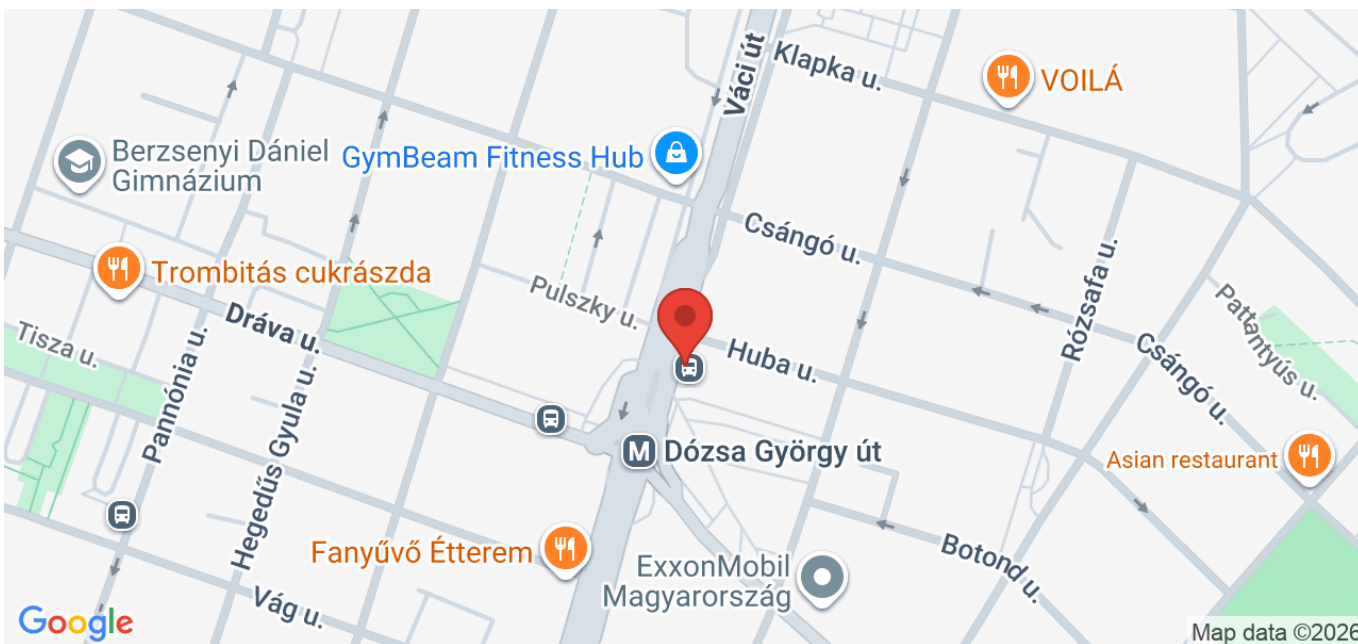 Klapka u.
Váci út
VOILÁ
Berzsenyi Dániel
Gimnázium
GymBeam Fitness Hub
Csángó u.
Rózsafa u.
Trombitás cukrászda
Pulszky u.
Pattantyús u.
Dráva u.
Tisza u.
Huba u.
Csángó u.
Pannónia u.
Hegedűs Gyula u.
M
Dózsa György út
Asian restaurant
Fanyűvő Étterem
ExxonMobil
Magyarország
Botond u.
Vág u.
Google
Map data ©2026